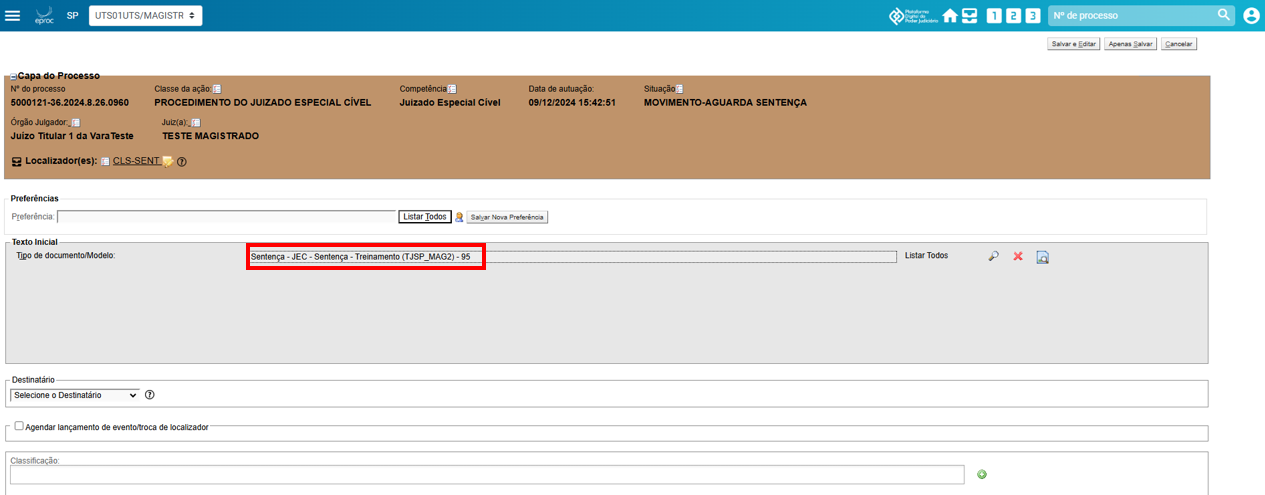 eproc SP UTS01UTS/MAGISTR Plataforma Digital do Poder Judiciário 1 2 3 Nº de processo
Salvar e Editar Apenas Salvar Cancelar
Capa do Processo
Nº do processo Classe da ação: Competência Data de autuação: Situação
5000121-36.2024.8.26.0960 PROCEDIMENTO DO JUIZADO ESPECIAL CÍVEL Juizado Especial Cível 09/12/2024 15:42:51 MOVIMENTO-AGUARDA SENTENÇA
Órgão Julgador: Juiz(a):
Juízo Titular 1 da VaraTeste TESTE MAGISTRADO
Localizador(es): CLS-SENT
Preferências
Preferência: Listar Todos Salvar Nova Preferência
Texto Inicial
Tipo de documento/Modelo: Sentença - JEC - Sentença - Treinamento (TJSP_MAG2) - 95 Listar Todos
Destinatário
Selecione o Destinatário
Agendar lançamento de evento/troca de localizador
Classificação: